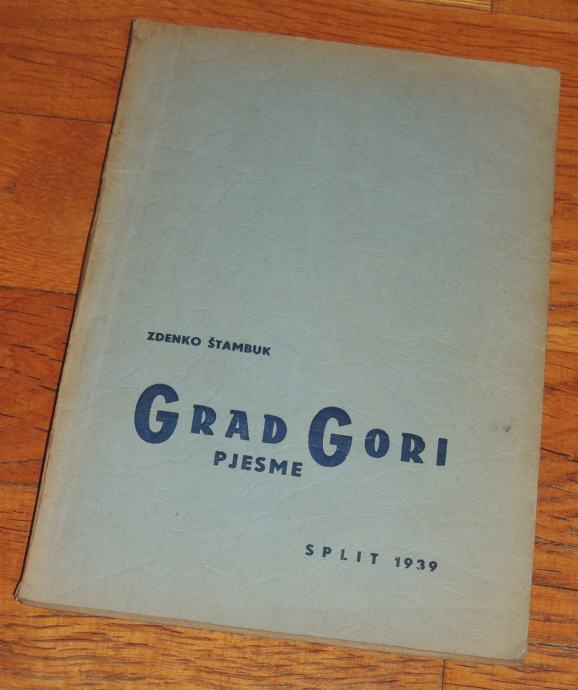 ZDENKO ŠTAMBUK
GRAD GORI
PJESME
SPLIT 1939